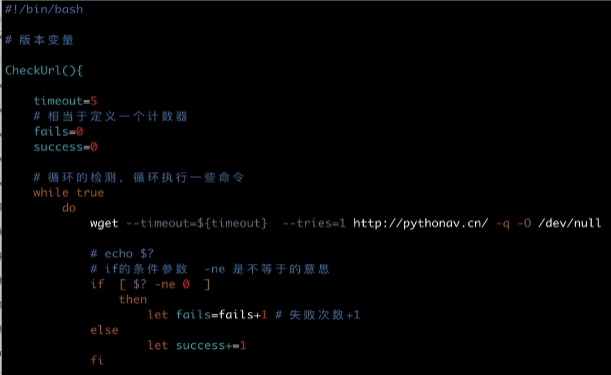 #!/bin/bash
# 版本变量
CheckUrl(){
timeout=5
# 相当于定义一个计数器
fails=0
success=0
# 循环的检测, 循环执行一些命令
while true
do
wget --timeout=${timeout} --tries=1 http://pythonav.cn/ -q -O /dev/null
# echo $?
# if的条件参数 -ne 是不等于的意思
if [ $? -ne 0 ]
then
let fails=fails+1 # 失败次数+1
else
let success+=1
fi